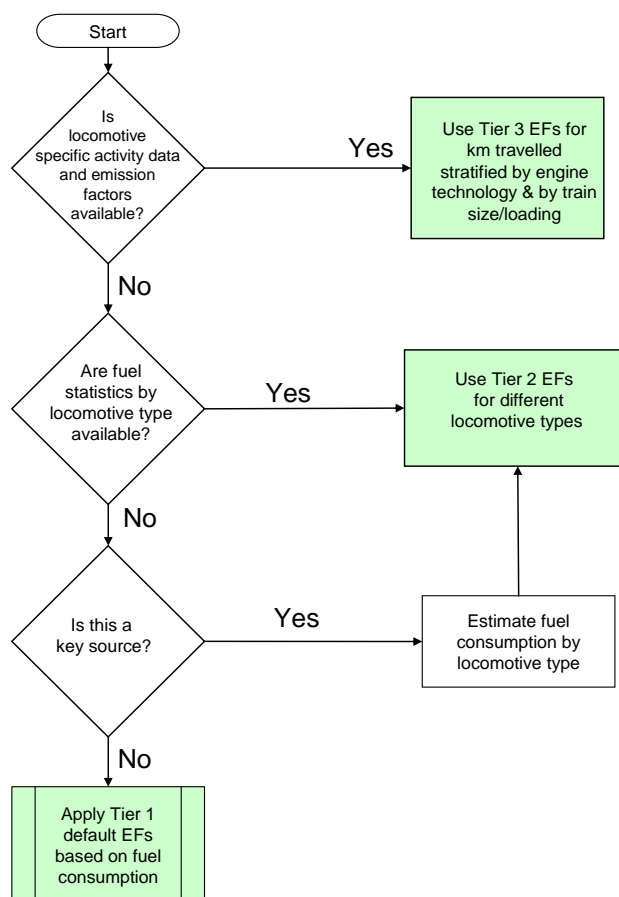 Start
Is
locomotive
specific activity data
and emission
factors
available?
Yes
Use Tier 3 EFs for
km travelled
stratified by engine
technology & by train
size/loading
No
Are fuel
statistics by
locomotive type
available?
Yes
Use Tier 2 EFs
for different
locomotive types
No
Is this a
key source?
Yes
Estimate fuel
consumption by
locomotive type
No
Apply Tier 1
default EFs
based on fuel
consumption